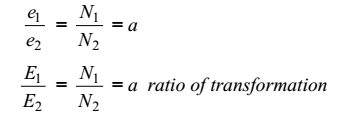 e₁/e₂ = N₁/N₂ = a
E₁/E₂ = N₁/N₂ = a ratio of transformation